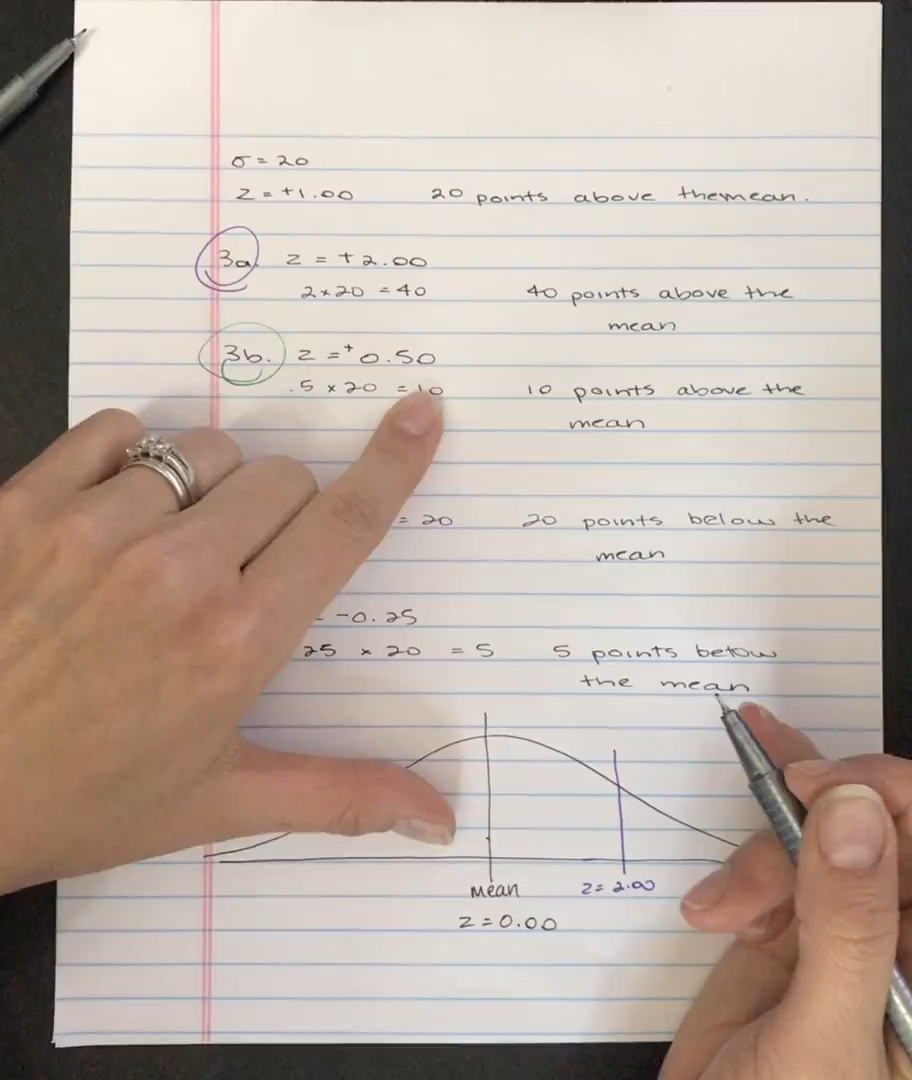 σ = 20
Z = +1.00 20 points above themean.
3a. Z = +2.00
2 × 20 = 40 40 points above the
mean
3b. Z = +0.50
.5 × 20 = 10 10 points above the
mean
= 20 20 points below the
mean
-0.25
25 × 20 = 5 5 points below
the mean
mean Z = 2.00
Z = 0.00